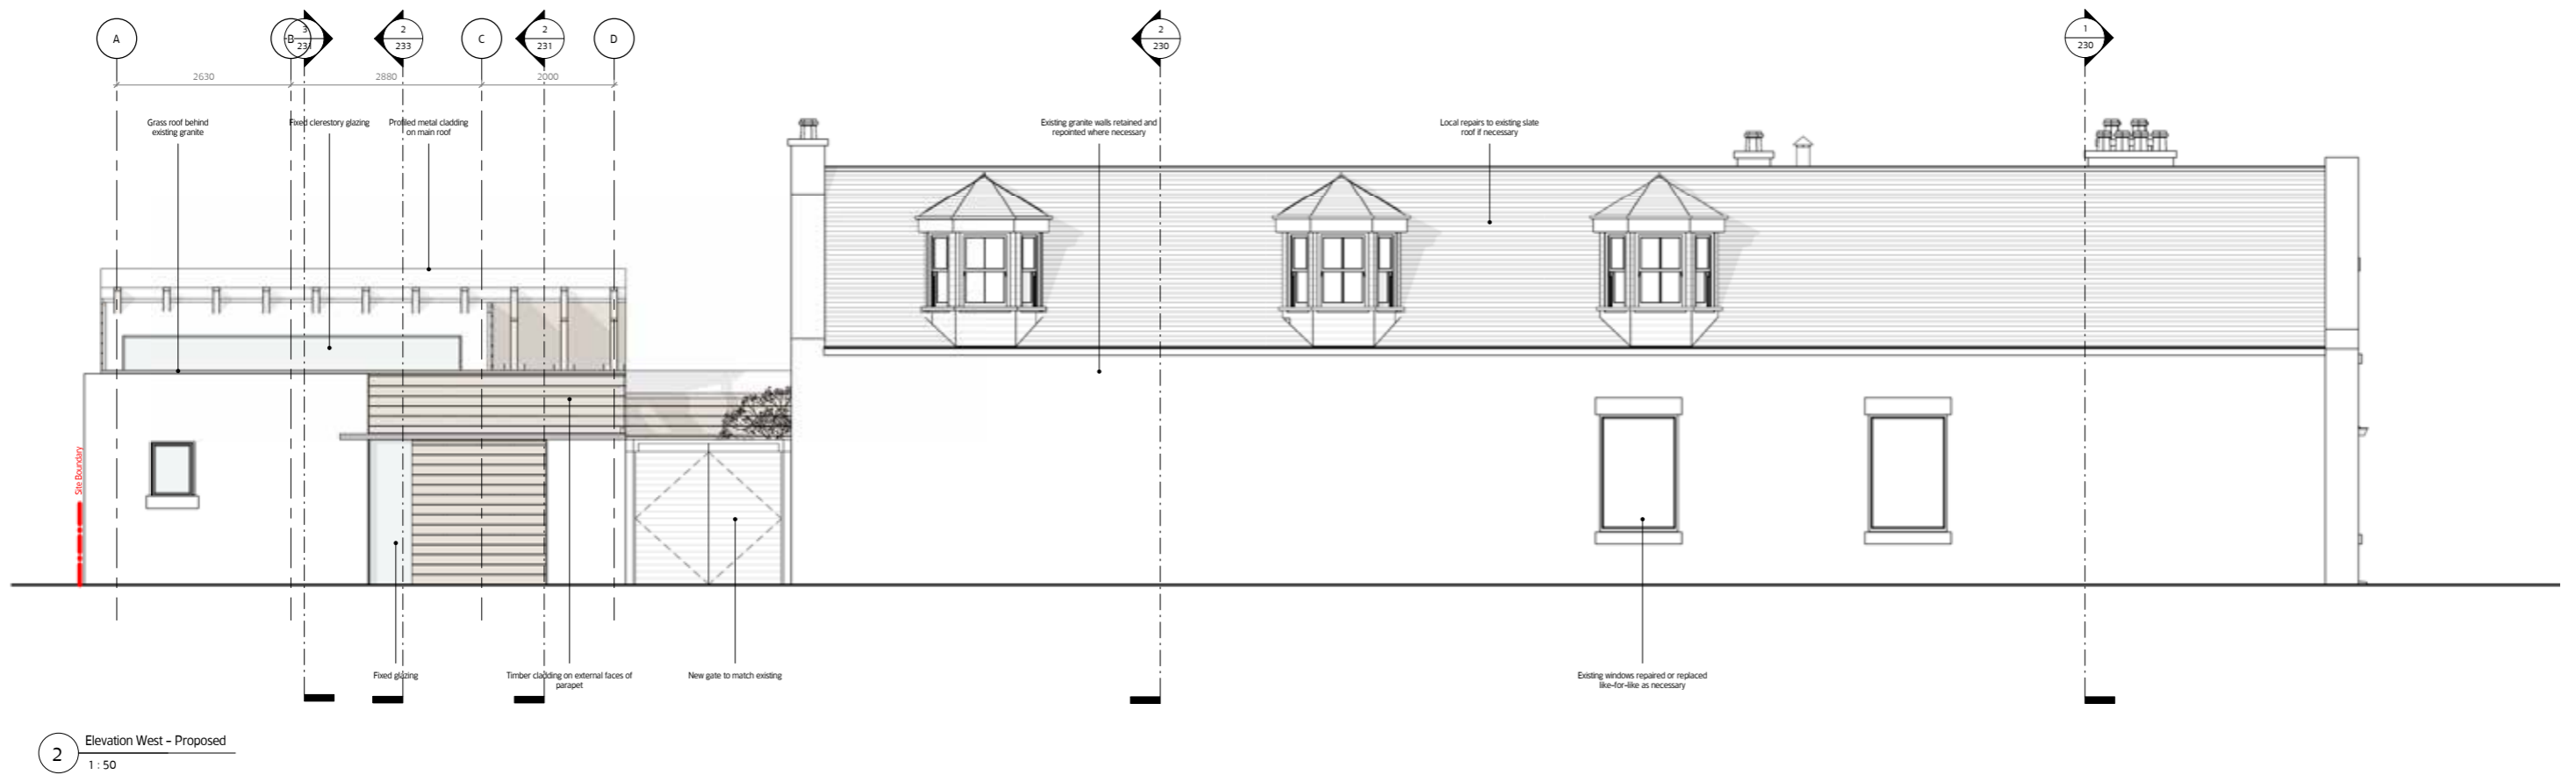 A
B
3
231
2
233
C
2
231
D
2
230
1
230
2630
2880
2000
Grass roof behind
existing granite
Fixed clerestory glazing
Profiled metal cladding
on main roof
Existing granite walls retained and
repointed where necessary
Local repairs to existing slate
roof if necessary
Site Boundary
Fixed glazing
Timber cladding on external faces of
parapet
New gate to match existing
Existing windows repaired or replaced
like-for-like as necessary
2
Elevation West - Proposed
1 : 50